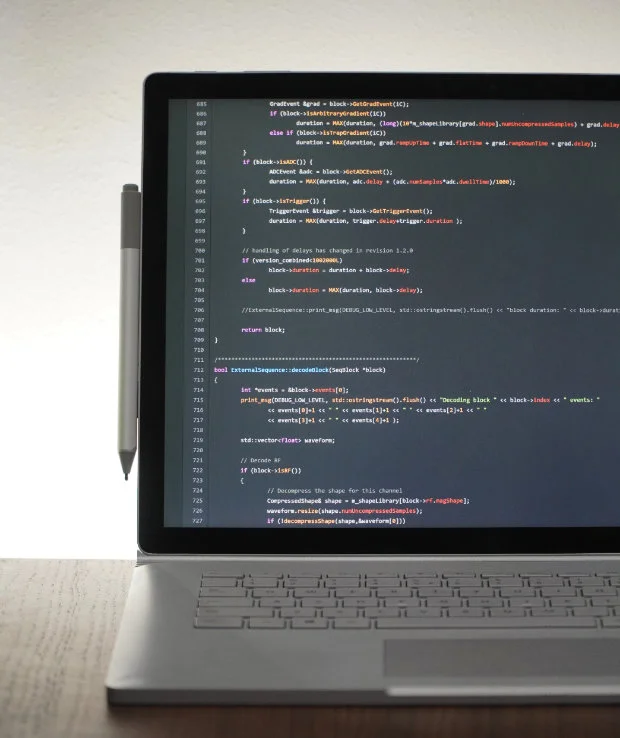 685 GradEvent &grad = block->GetGradEvent(iC);
686 if (block->isArbitraryGradient(iC))
687 duration = MAX(duration, (long)(10*m_shapeLibrary[grad.shape].numUncompressedSamples) + grad.delay
688 else if (block->isTrapGradient(iC))
689 duration = MAX(duration, grad.rampUpTime + grad.flatTime + grad.rampDownTime + grad.delay);
690 }
691 if (block->isADC()) {
692 ADCEvent &adc = block->GetADCEvent();
693 duration = MAX(duration, adc.delay + (adc.numSamples*adc.dwellTime)/1000);
694 }
695 if (block->isTrigger()) {
696 TriggerEvent &trigger = block->GetTriggerEvent();
697 duration = MAX(duration, trigger.delay+trigger.duration );
698 }
699
700 // handling of delays has changed in revision 1.2.0
701 if (version_combined<1002000L)
702 block->duration = duration + block->delay;
703 else
704 block->duration = MAX(duration, block->delay);
705
706 //ExternalSequence::print_msg(DEBUG_LOW_LEVEL, std::ostringstream().flush() << "block duration: " << block->durat
707
708 return block;
709 }
710
711 /***********************************************************/
712 bool ExternalSequence::decodeBlock(SeqBlock *block)
713 {
714 int *events = &block->events[0];
715 print_msg(DEBUG_LOW_LEVEL, std::ostringstream().flush() << "Decoding block " << block->index << " events: "
716 << events[0]+1 << " " << events[1]+1 << " " << events[2]+1 << " "
717 << events[3]+1 << " " << events[4]+1 );
718
719 std::vector<float> waveform;
720
721 // Decode RF
722 if (block->isRF())
723 {
724 // Decompress the shape for this channel
725 CompressedShape& shape = m_shapeLibrary[block->rf.magShape];
726 waveform.resize(shape.numUncompressedSamples);
727 if (!decompressShape(shape,&waveform[0]))